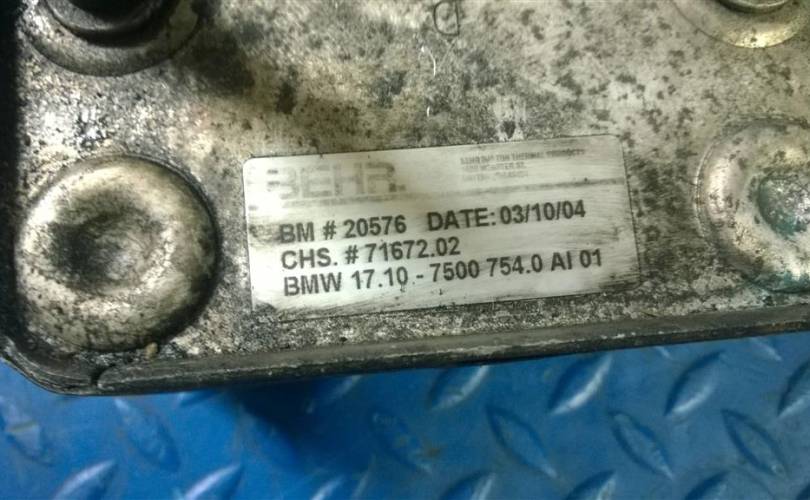 BEHR
BM # 20576 DATE: 03/10/04
CHS. # 71672.02
BMW 17.10 - 7500 754.0 AI 01